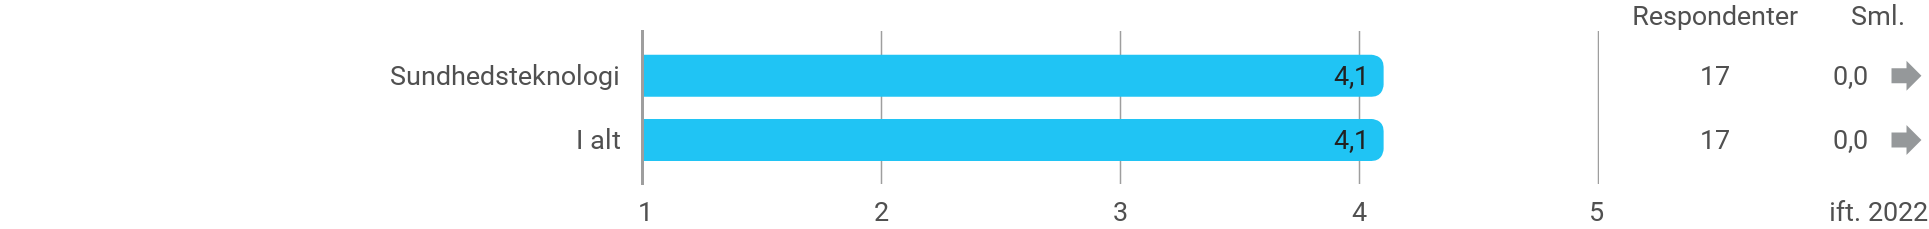 Respondenter Sml.
Sundhedsteknologi 4,1 17 0,0
I alt 4,1 17 0,0
1 2 3 4 5 ift. 2022